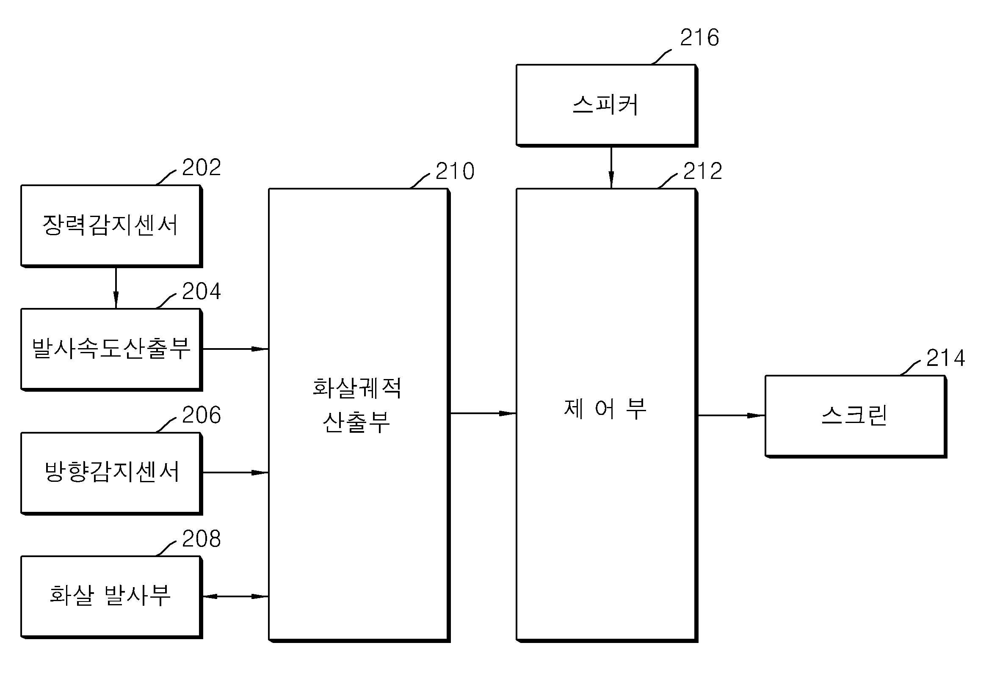 216
스피커
202
장력감지센서
210
212
204
발사속도산출부
화살궤적
산출부
제 어 부
214
스크린
206
방향감지센서
208
화살 발사부